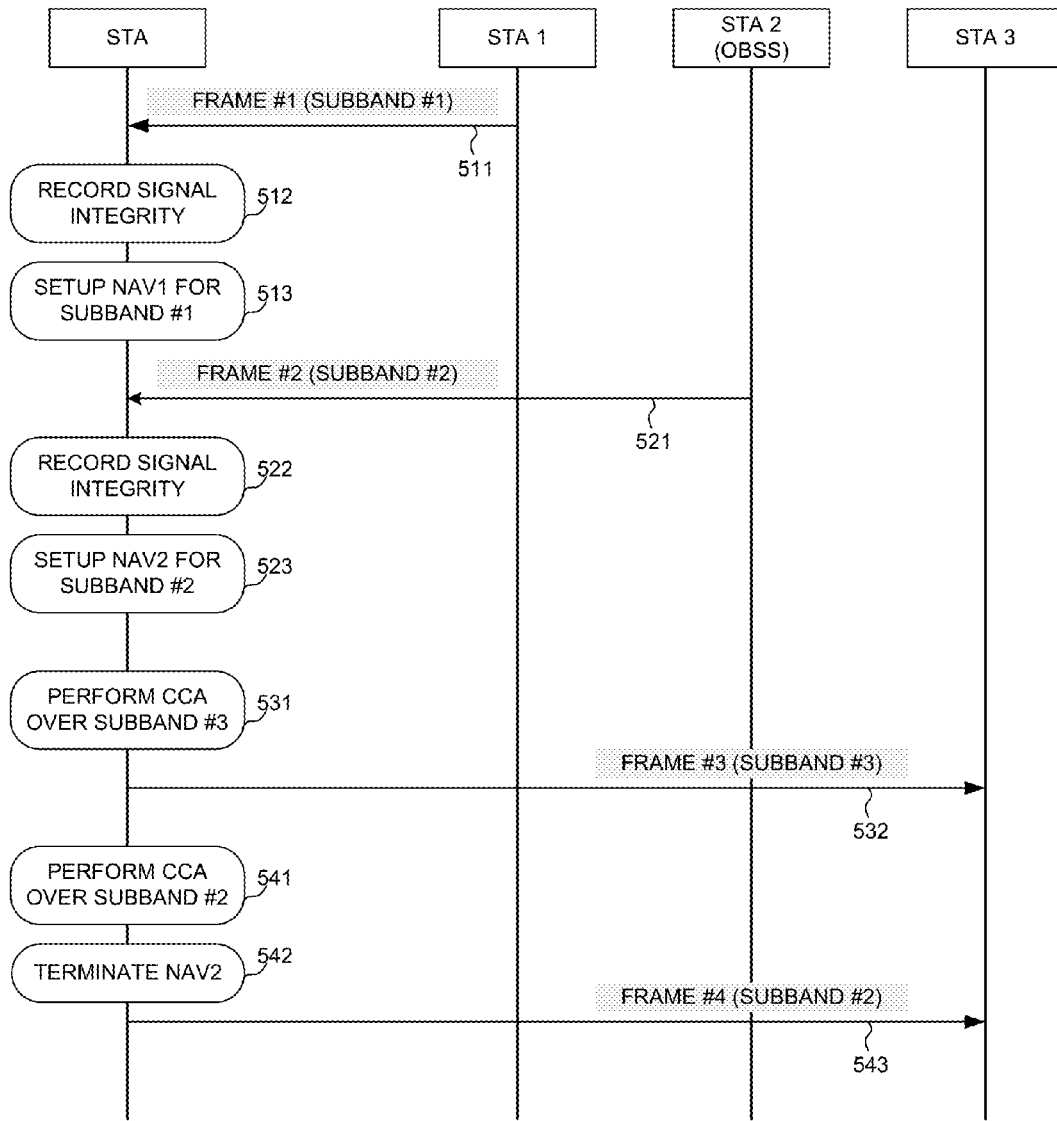 STA
STA 1
STA 2
(OBSS)
STA 3
FRAME #1 (SUBBAND #1)
511
RECORD SIGNAL
INTEGRITY
512
SETUP NAV1 FOR
SUBBAND #1
513
FRAME #2 (SUBBAND #2)
521
RECORD SIGNAL
INTEGRITY
522
SETUP NAV2 FOR
SUBBAND #2
523
PERFORM CCA
OVER SUBBAND #3
531
FRAME #3 (SUBBAND #3)
532
PERFORM CCA
OVER SUBBAND #2
541
TERMINATE NAV2
542
FRAME #4 (SUBBAND #2)
543